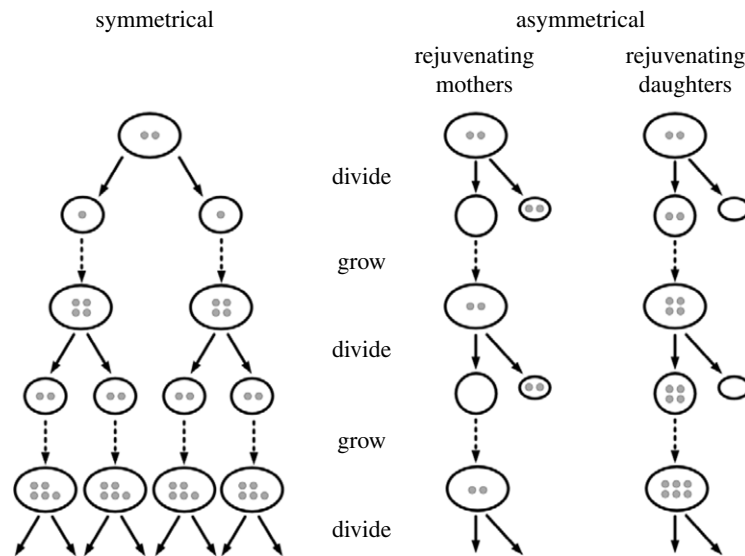 symmetrical
asymmetrical
rejuvenating
mothers
rejuvenating
daughters
divide
grow
divide
grow
divide